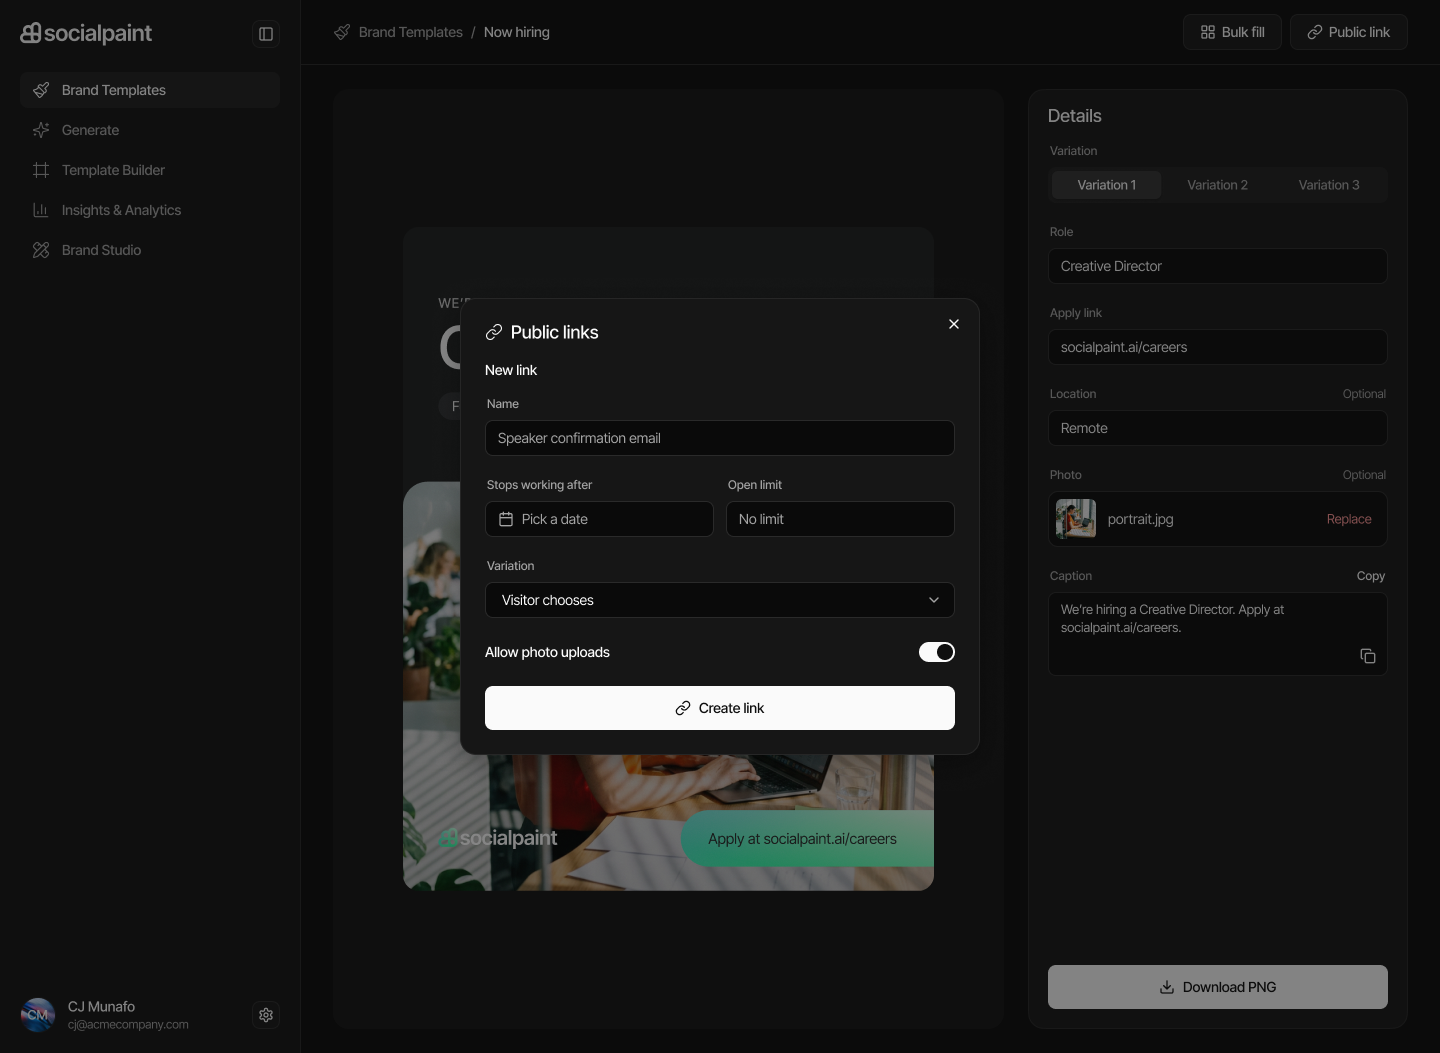 socialpaint
Brand Templates / Now hiring
Bulk fill
Public link
Brand Templates
Generate
Template Builder
Insights & Analytics
Brand Studio
CJ Munafo
CM
cj@acmecompany.com
Public links
New link
Name
Speaker confirmation email
Stops working after
Open limit
Pick a date
No limit
Variation
Visitor chooses
Allow photo uploads
Create link
socialpaint
Apply at socialpaint.ai/careers
Details
Variation
Variation 1
Variation 2
Variation 3
Role
Creative Director
Apply link
socialpaint.ai/careers
Location
Optional
Remote
Photo
Optional
portrait.jpg
Replace
Caption
Copy
We're hiring a Creative Director. Apply at
socialpaint.ai/careers.
Download PNG